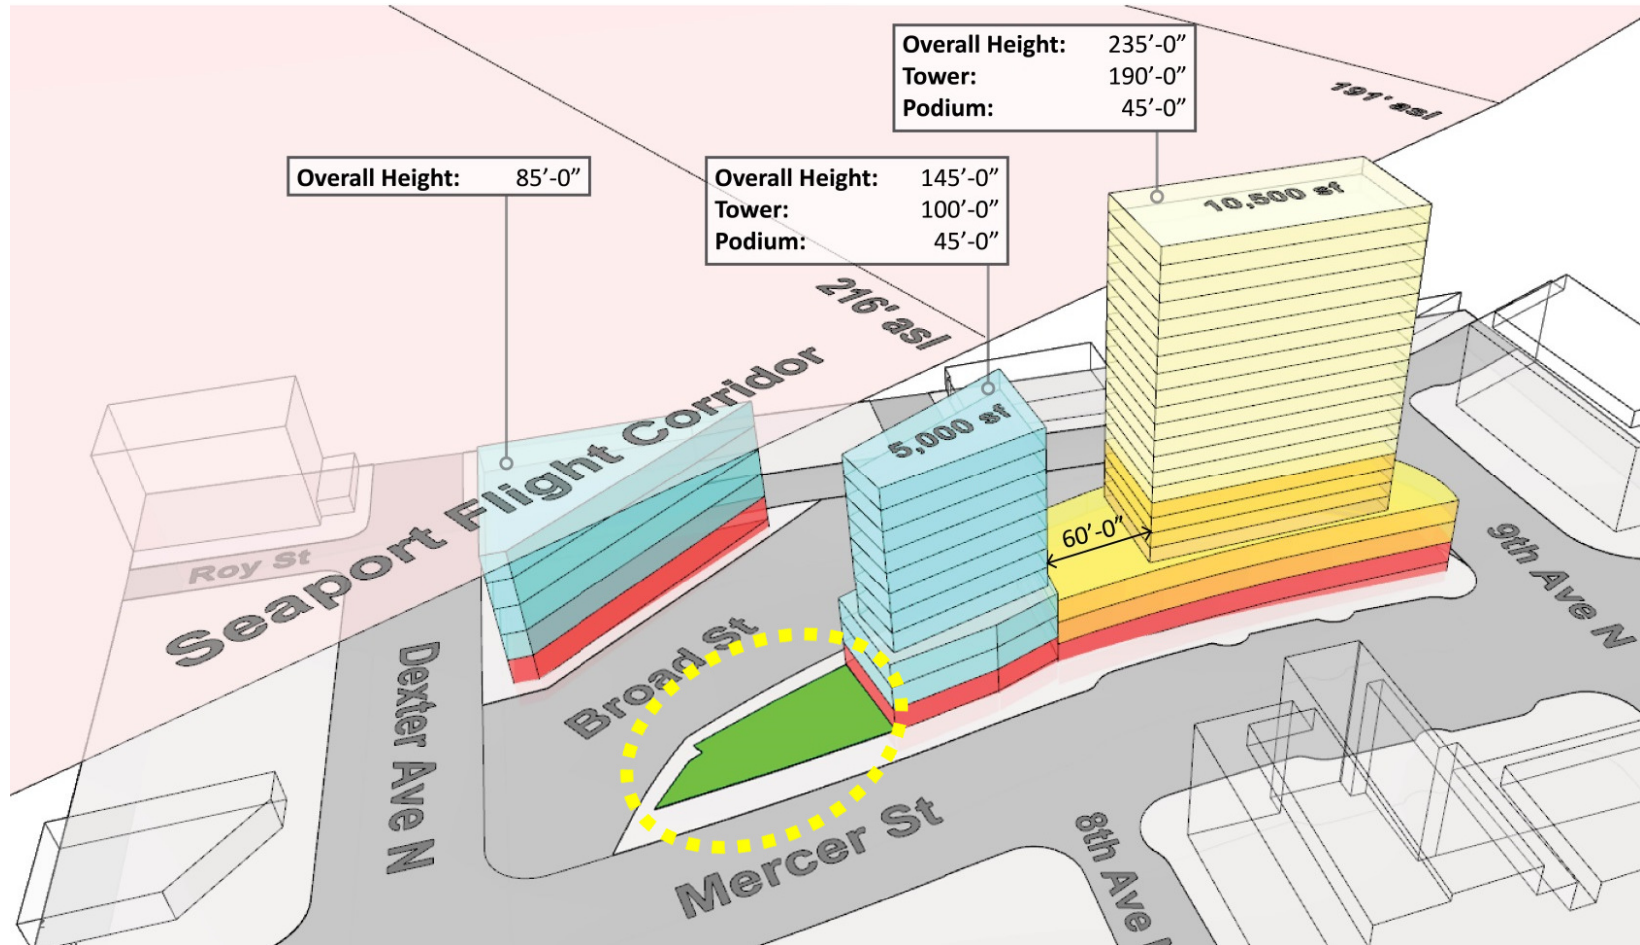 Overall Height: 235’-0”
Tower: 190’-0”
Podium: 45’-0”
191' asl
Overall Height: 85’-0”
Overall Height: 145’-0”
Tower: 100’-0”
Podium: 45’-0”
10,500 sf
216' asl
5,000 sf
Seaport Flight Corridor
60’-0”
Roy St
9th Ave N
Broad St
Dexter Ave N
Mercer St
8th Ave